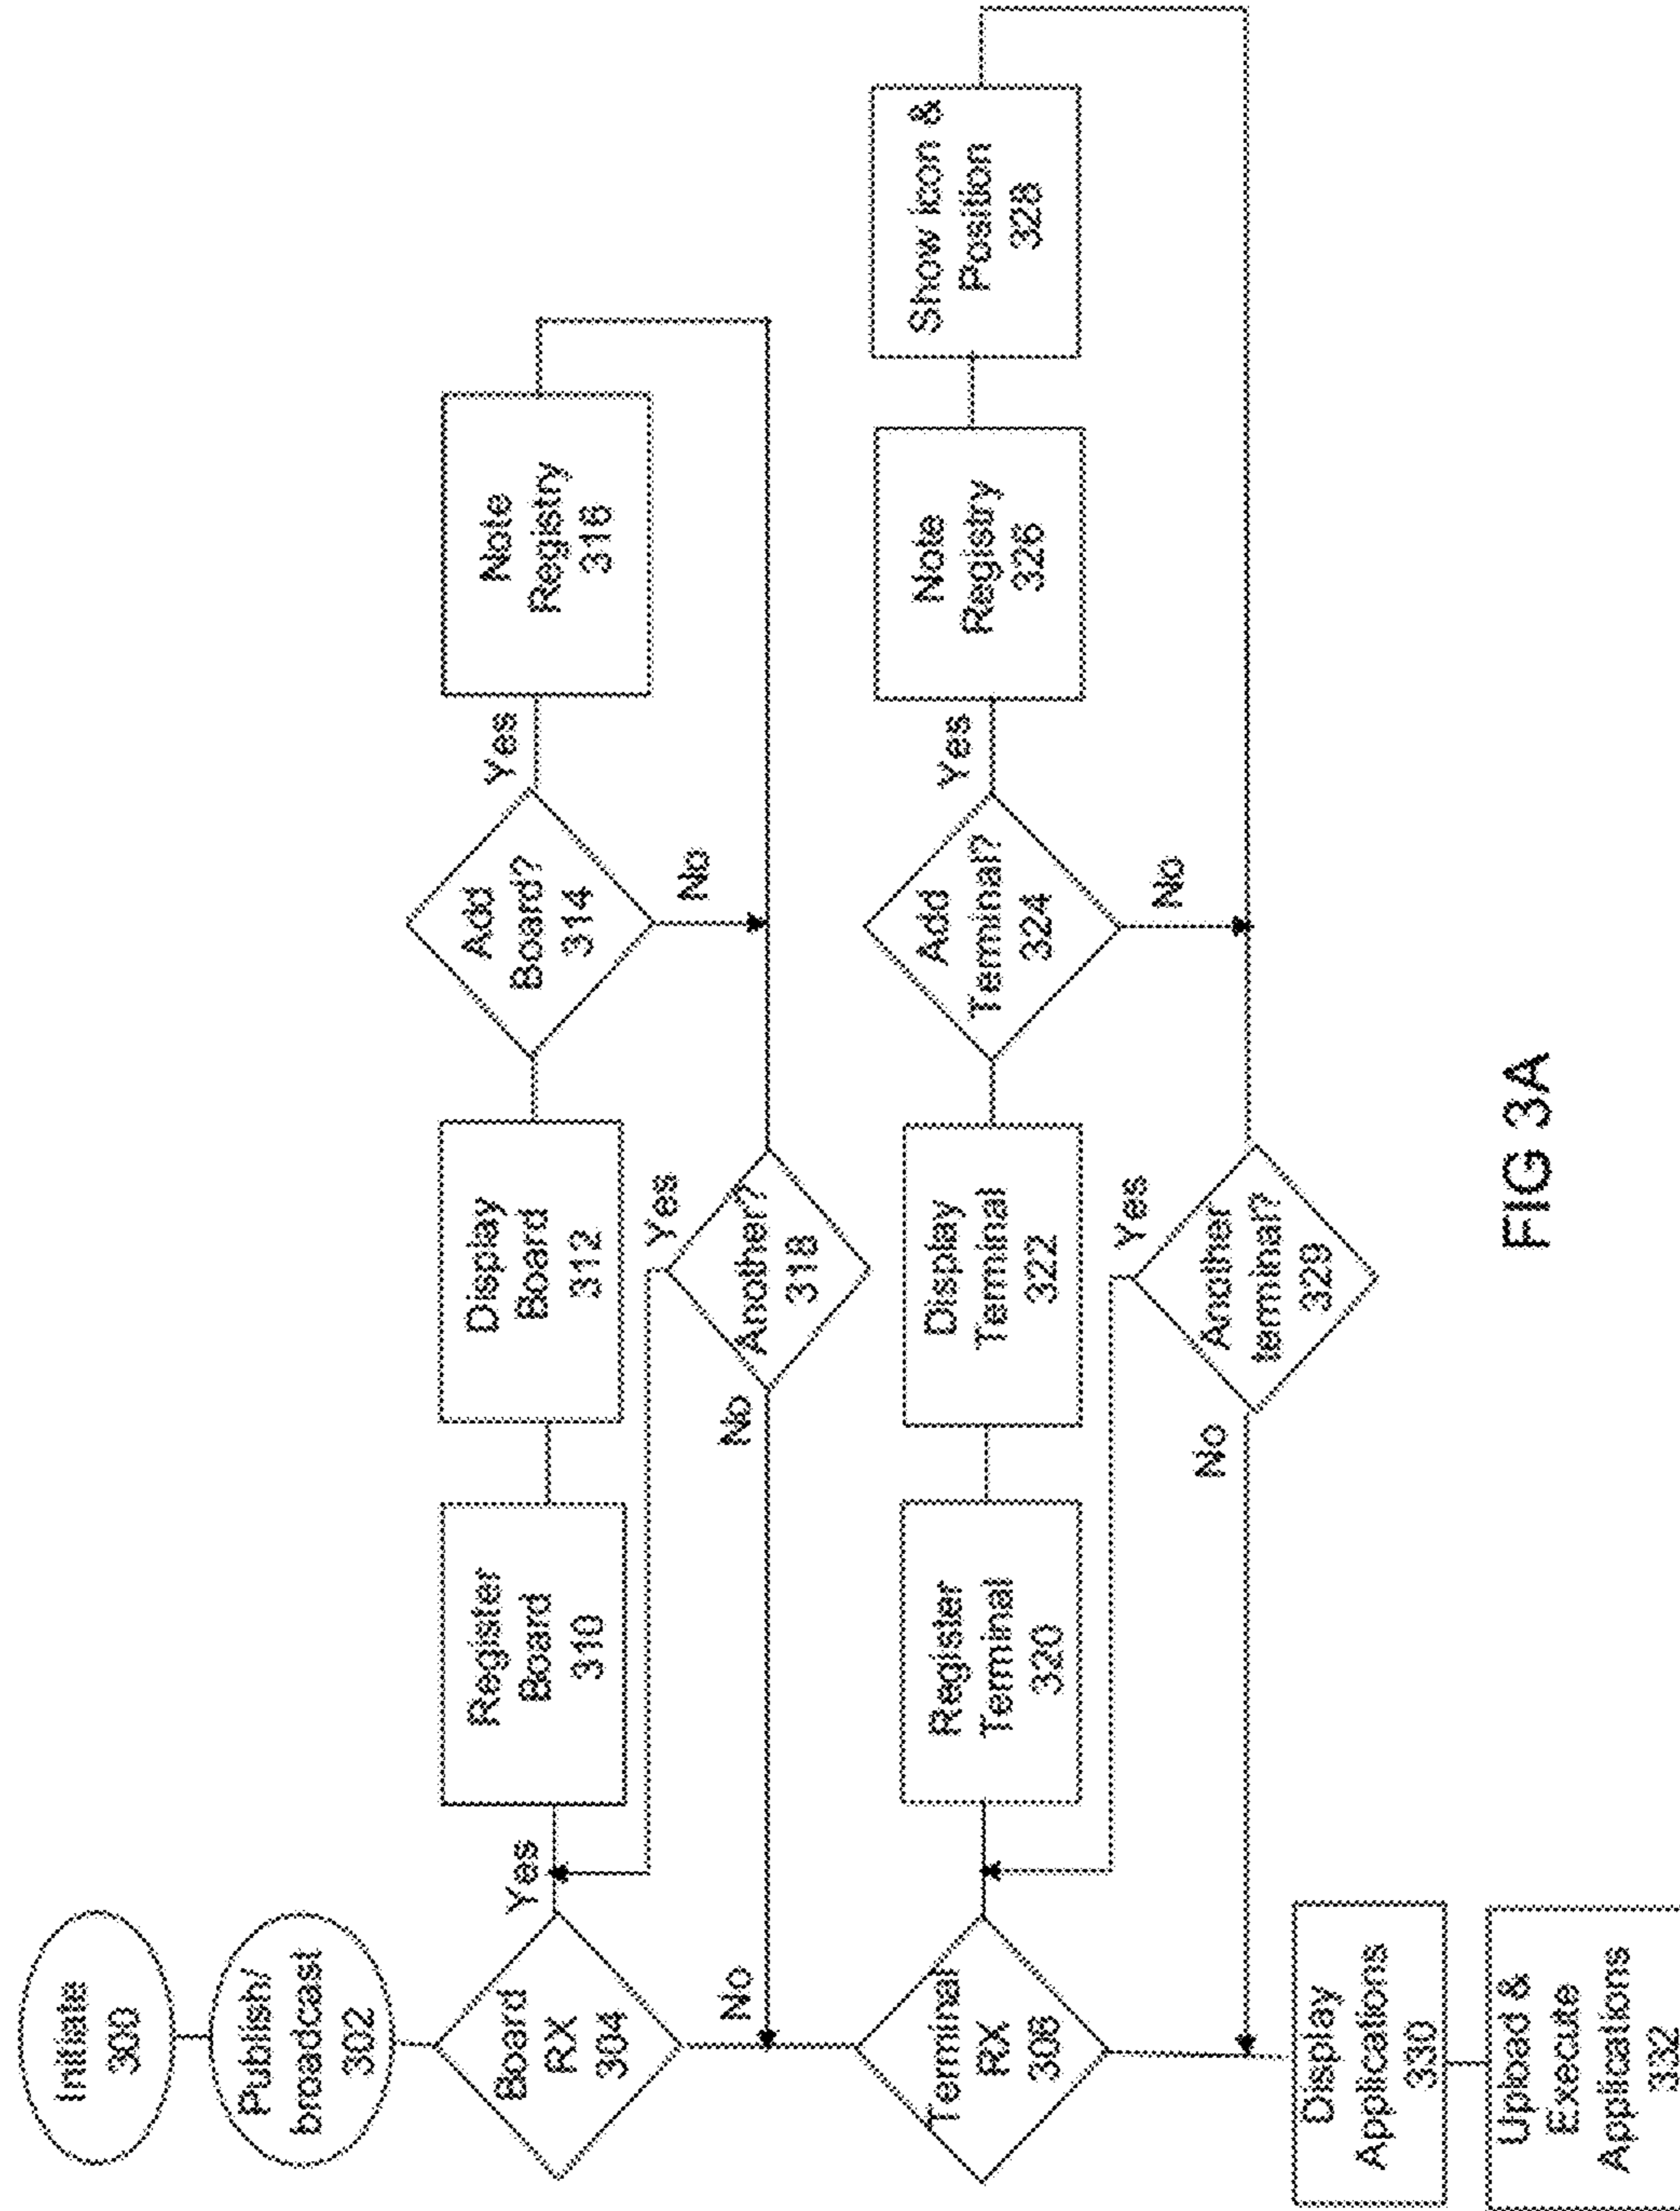 Initiate
300
Publish/
broadcast
302
Board
RX
304
Yes
No
Register
Board
310
Display
Board
312
Add
Board?
314
Yes
No
Note
Registry
316
Another?
318
Yes
No
Terminal
RX
308
Register
Terminal
320
Display
Terminal
322
Add
Terminal?
324
Yes
No
Note
Registry
326
Show icon &
Position
328
Another
terminal?
329
Yes
No
Display
Applications
330
Upload &
Execute
Applications
332
FIG 3A